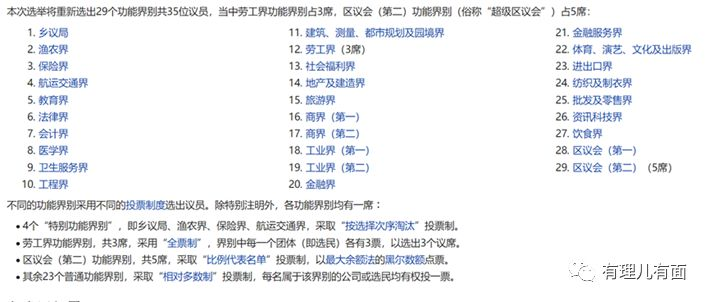 本次选举将重新选出29个功能界别共35位议员，当中劳工界功能界别占3席，区议会（第二）功能界别（俗称“超级区议会”）占5席：
1. 乡议局
2. 渔农界
3. 保险界
4. 航运交通界
5. 教育界
6. 法律界
7. 会计界
8. 医学界
9. 卫生服务界
10. 工程界
11. 建筑、测量、都市规划及园境界
12. 劳工界（3席）
13. 社会福利界
14. 地产及建造界
15. 旅游界
16. 商界（第一）
17. 商界（第二）
18. 工业界（第一）
19. 工业界（第二）
20. 金融界
21. 金融服务界
22. 体育、演艺、文化及出版界
23. 进出口界
24. 纺织及制衣界
25. 批发及零售界
26. 资讯科技界
27. 饮食界
28. 区议会（第一）
29. 区议会（第二）（5席）
不同的功能界别采用不同的投票制度选出议员。除特别注明外，各功能界别均有一席：
• 4个“特别功能界别”，即乡议局、渔农界、保险界、航运交通界，采取“按选择次序淘汰”投票制。
• 劳工界功能界别，共3席，采用“全票制”，界别中每一个团体（即选民）各有3票，以选出3个议席。
• 区议会（第二）功能界别，共5席，采取“比例代表名单”投票制，以最大余额法的黑尔数额点票。
• 其余23个普通功能界别，采取“相对多数制”投票制，每名属于该界别的公司或选民均有权投一票。
有理儿有面